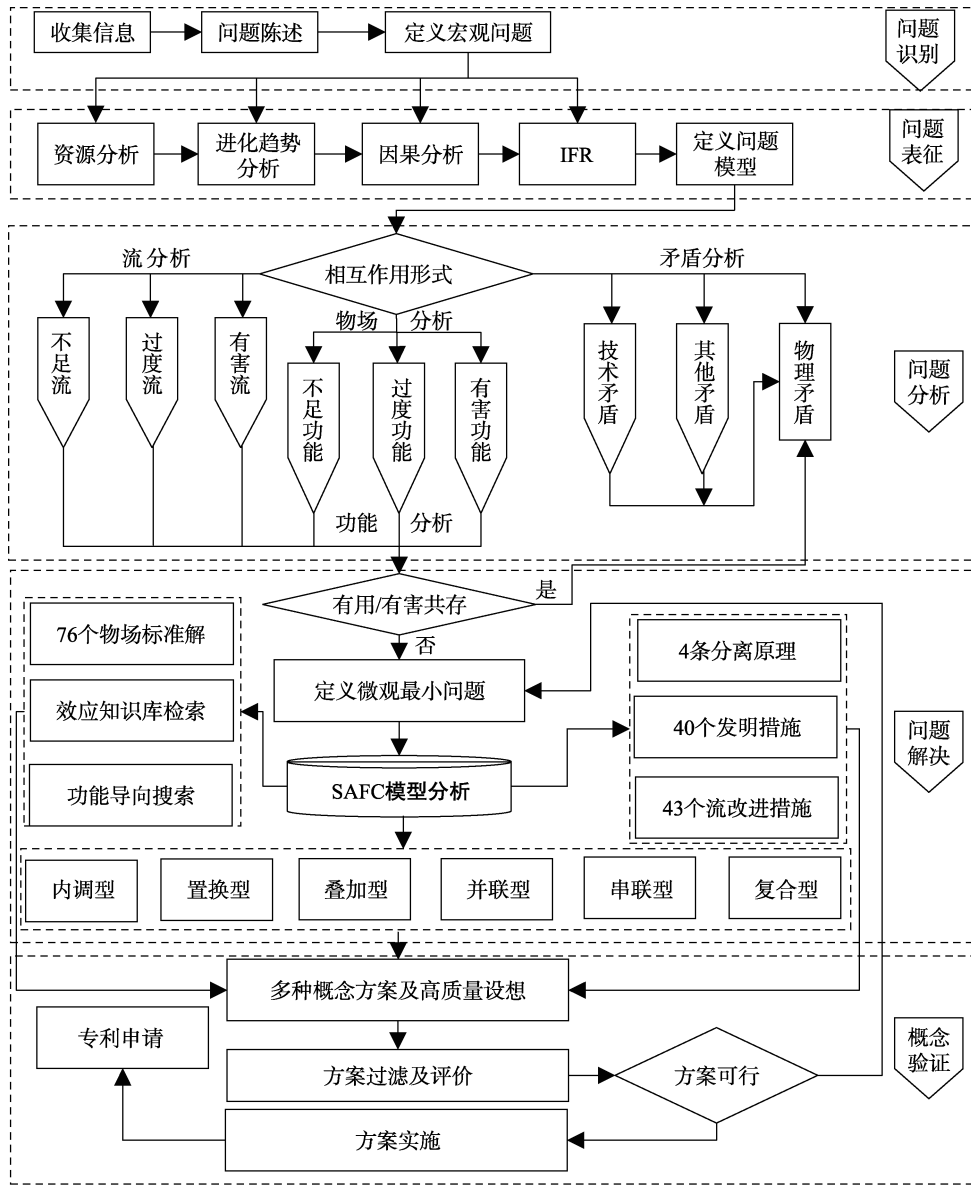 收集信息
问题陈述
定义宏观问题
问题
识别
资源分析
进化趋势
分析
因果分析
IFR
定义问题
模型
问题
表征
流分析
相互作用形式
矛盾分析
物场 分析
不足流
过度流
有害流
不足功能
过度功能
有害功能
技术矛盾
其他矛盾
物理矛盾
问题
分析
功能 分析
有用/有害共存
是
否
76个物场标准解
效应知识库检索
功能导向搜索
定义微观最小问题
SAFC模型分析
4条分离原理
40个发明措施
43个流改进措施
问题
解决
内调型
置换型
叠加型
并联型
串联型
复合型
多种概念方案及高质量设想
专利申请
方案过滤及评价
方案可行
方案实施
概念
验证